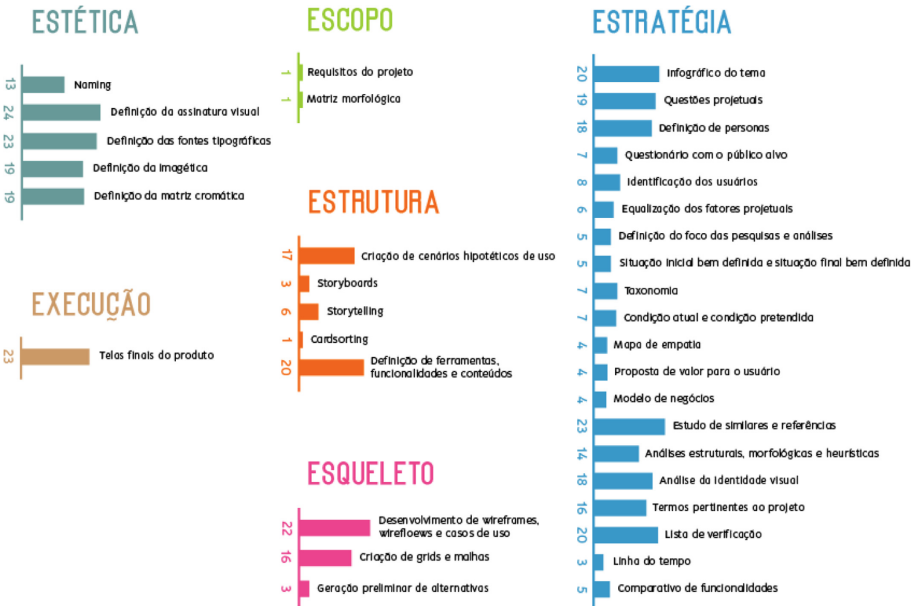 ESTÉTICA
13 Naming
24 Definição da assinatura visual
23 Definição das fontes tipográficas
19 Definição da imagética
19 Definição da matriz cromática
EXECUÇÃO
23 Telas finais do produto
ESCOPO
1 Requisitos do projeto
1 Matriz morfológica
ESTRUTURA
17 Criação de cenários hipotéticos de uso
3 Storyboards
6 Storytelling
1 Cardsorting
20 Definição de ferramentas,
funcionalidades e conteúdos
ESQUELETO
22 Desenvolvimento de wireframes,
wirefloews e casos de uso
16 Criação de grids e malhas
3 Geração preliminar de alternativas
ESTRATÉGIA
20 Infográfico do tema
19 Questões projetuais
18 Definição de personas
7 Questionário com o público alvo
8 Identificação dos usuários
6 Equalização dos fatores projetuais
5 Definição do foco das pesquisas e análises
5 Situação inicial bem definida e situação final bem definida
7 Taxonomia
7 Condição atual e condição pretendida
4 Mapa de empatia
4 Proposta de valor para o usuário
4 Modelo de negócios
23 Estudo de similares e referências
14 Análises estruturais, morfológicas e heurísticas
18 Análise da identidade visual
16 Termos pertinentes ao projeto
20 Lista de verificação
3 Linha do tempo
5 Comparativo de funcionalidades